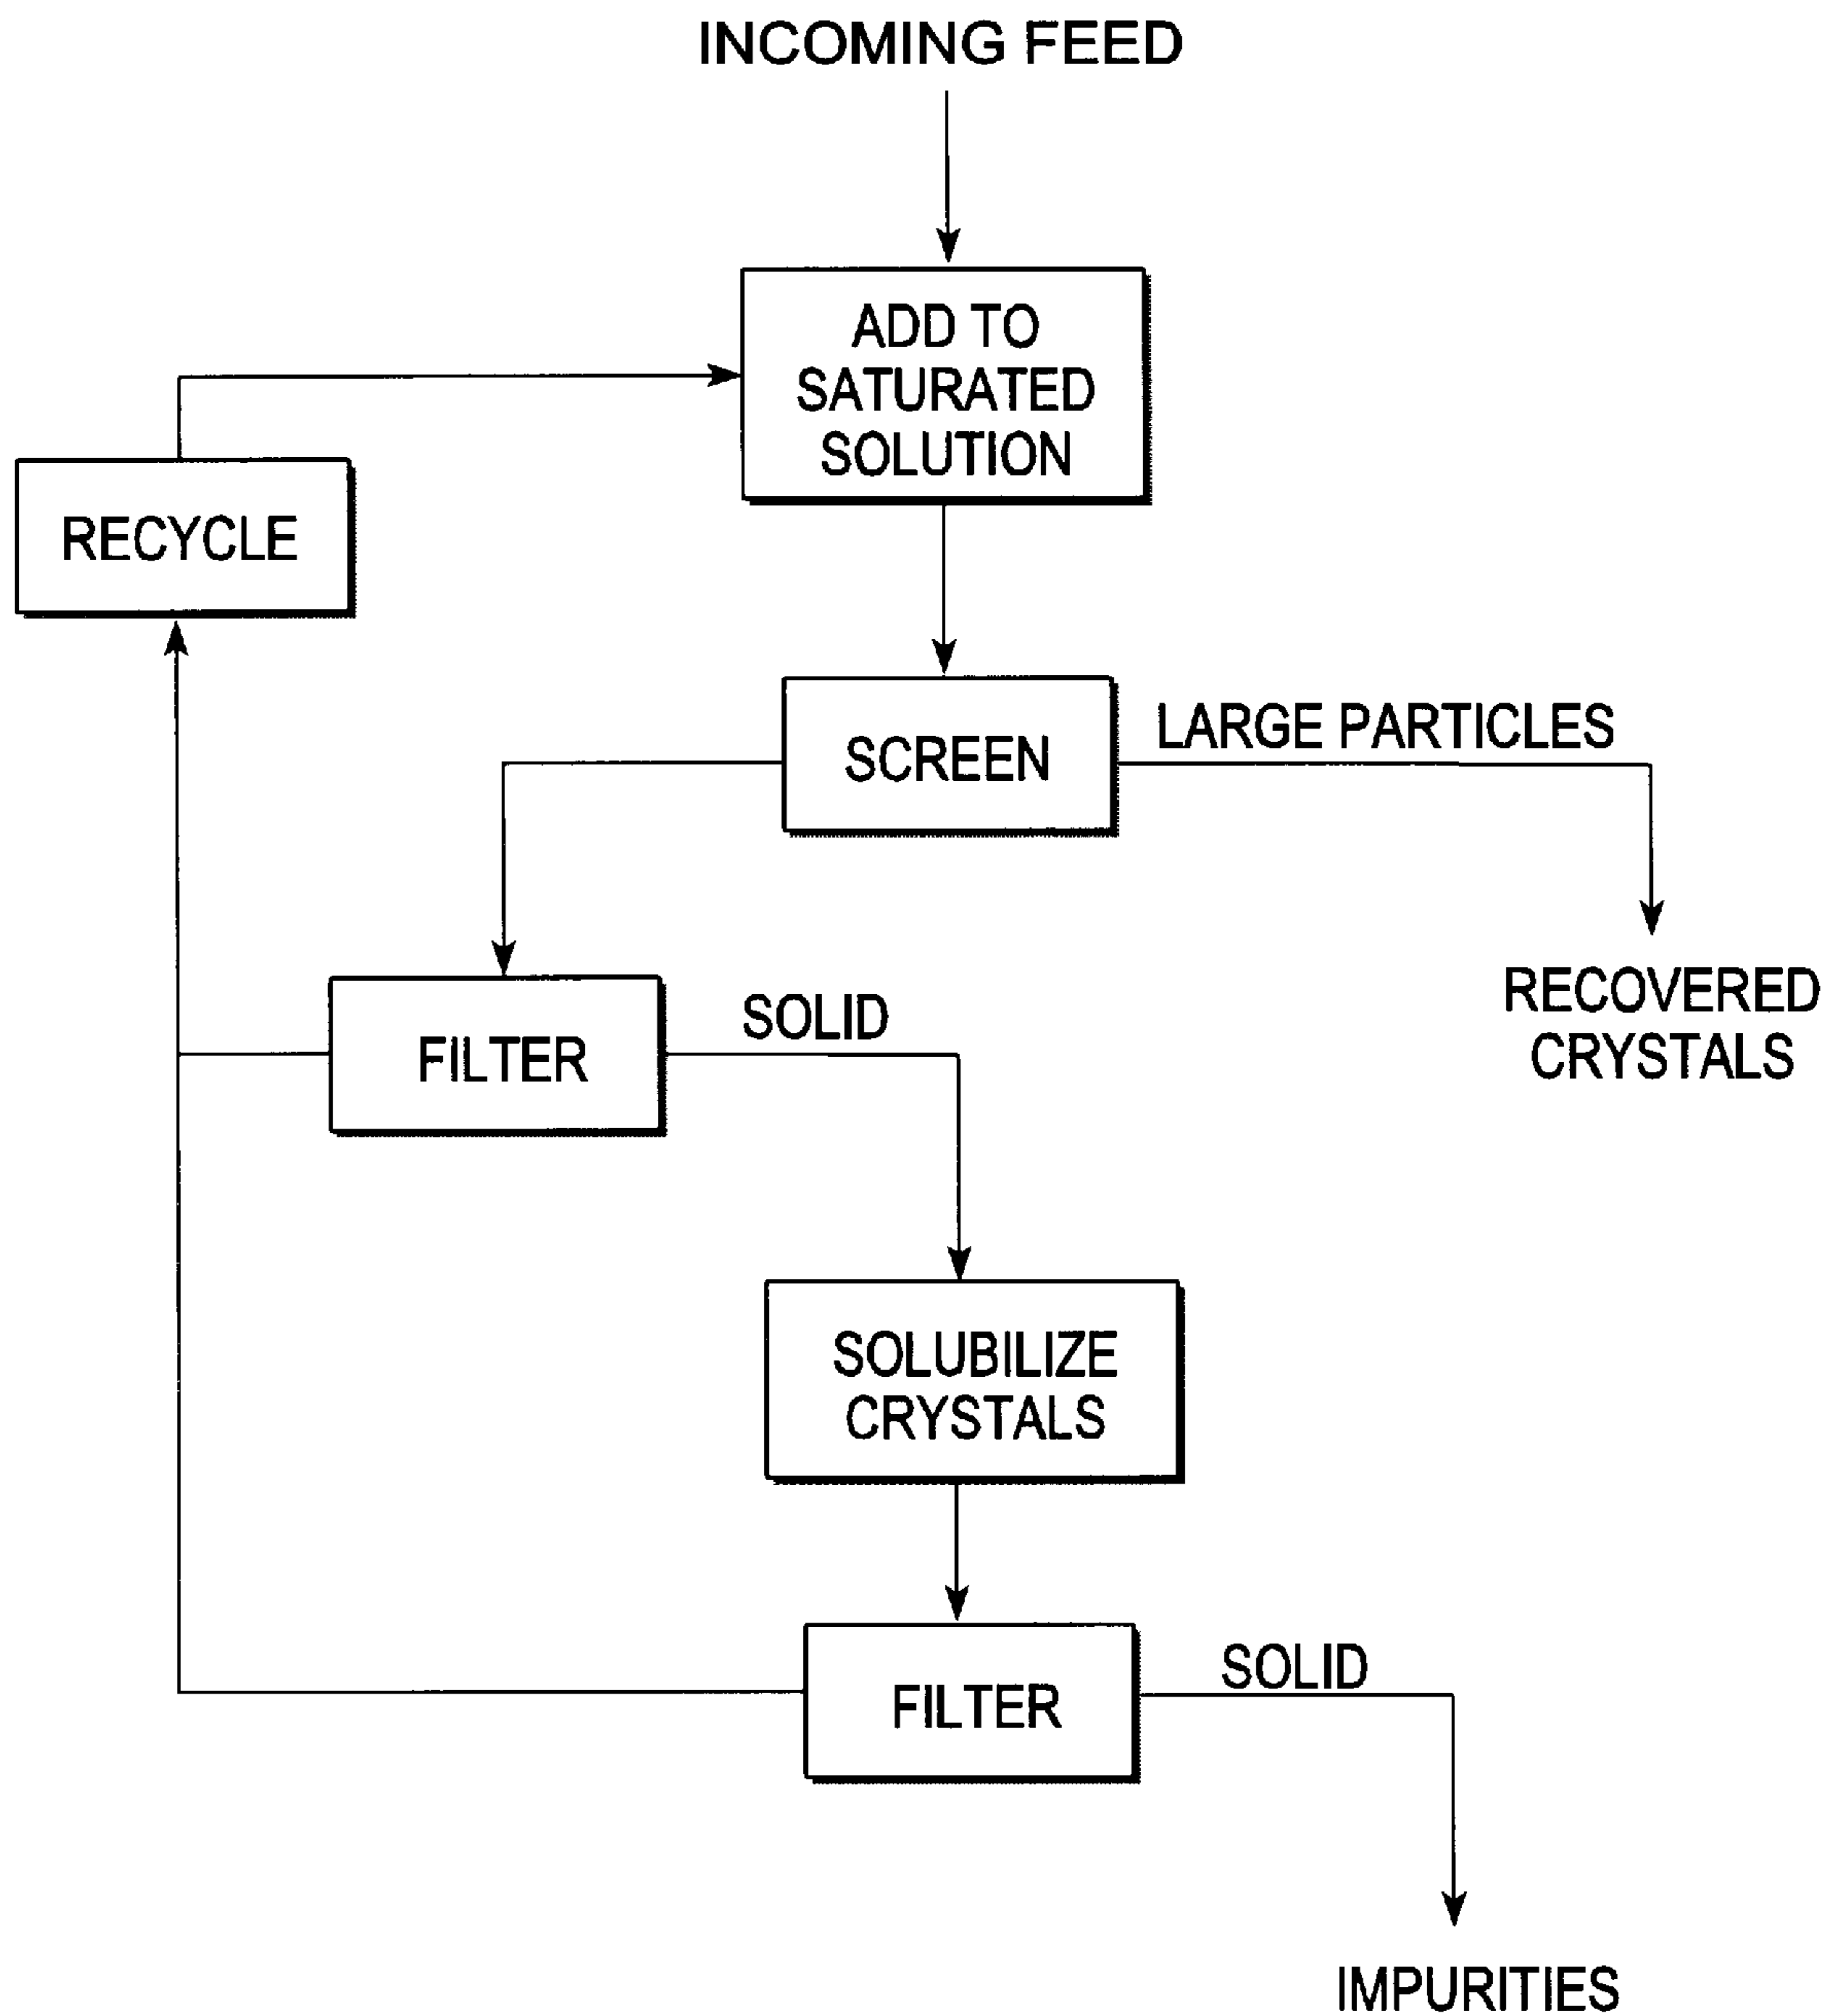 INCOMING FEED
ADD TO
SATURATED
SOLUTION
RECYCLE
SCREEN
LARGE PARTICLES
RECOVERED
CRYSTALS
FILTER
SOLID
SOLUBILIZE
CRYSTALS
FILTER
SOLID
IMPURITIES